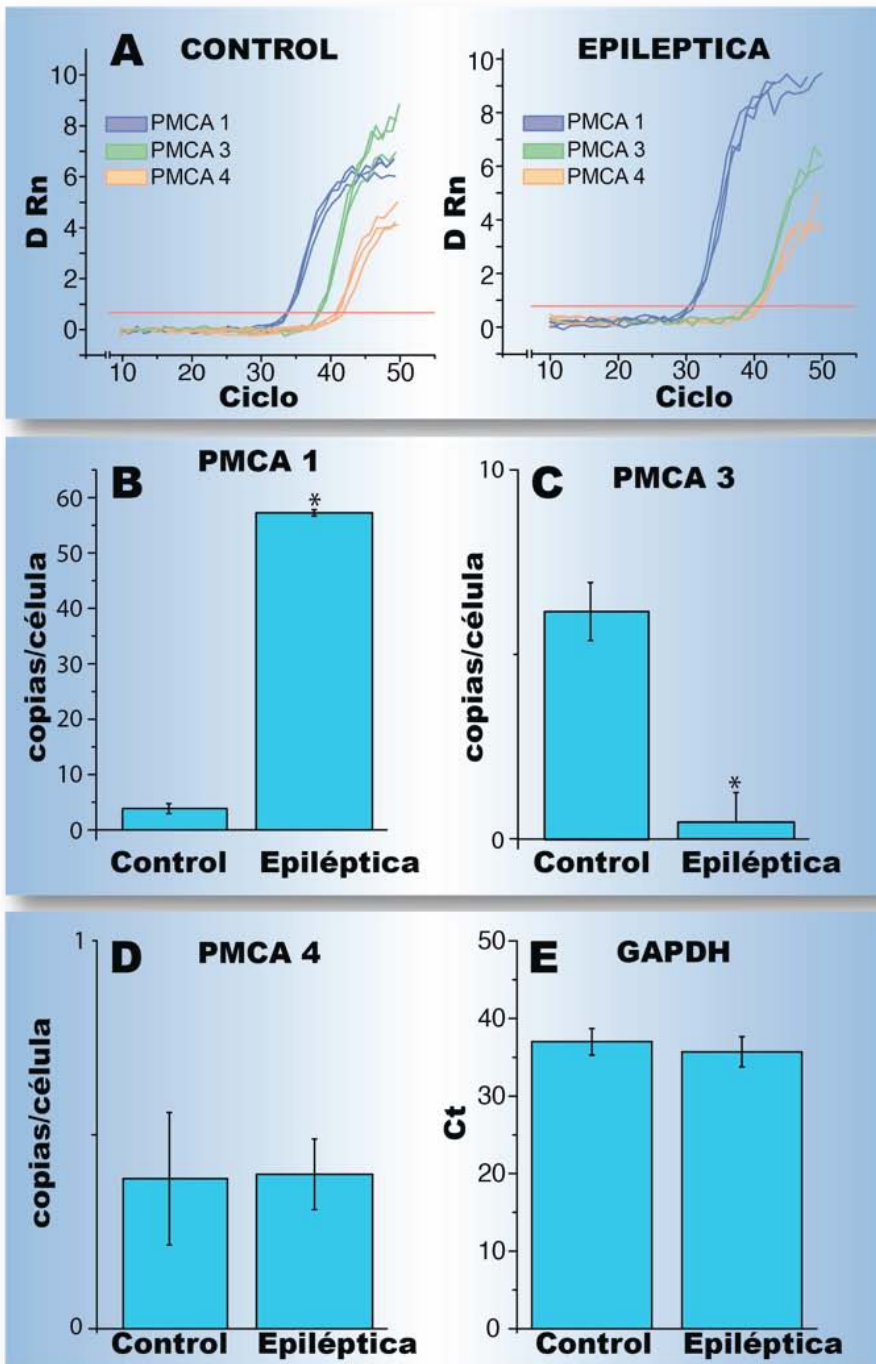 A CONTROL
EPILEPTICA
10
8
6
4
2
0
D Rn
PMCA 1
PMCA 3
PMCA 4
10 20 30 40 50
Ciclo
10
8
6
4
2
0
D Rn
PMCA 1
PMCA 3
PMCA 4
10 20 30 40 50
Ciclo
B PMCA 1
60
50
40
30
20
10
0
copias/célula
*
Control Epiléptica
C PMCA 3
10
0
copias/célula
*
Control Epiléptica
D PMCA 4
1
0
copias/célula
Control Epiléptica
E GAPDH
50
40
30
20
10
0
Ct
Control Epiléptica